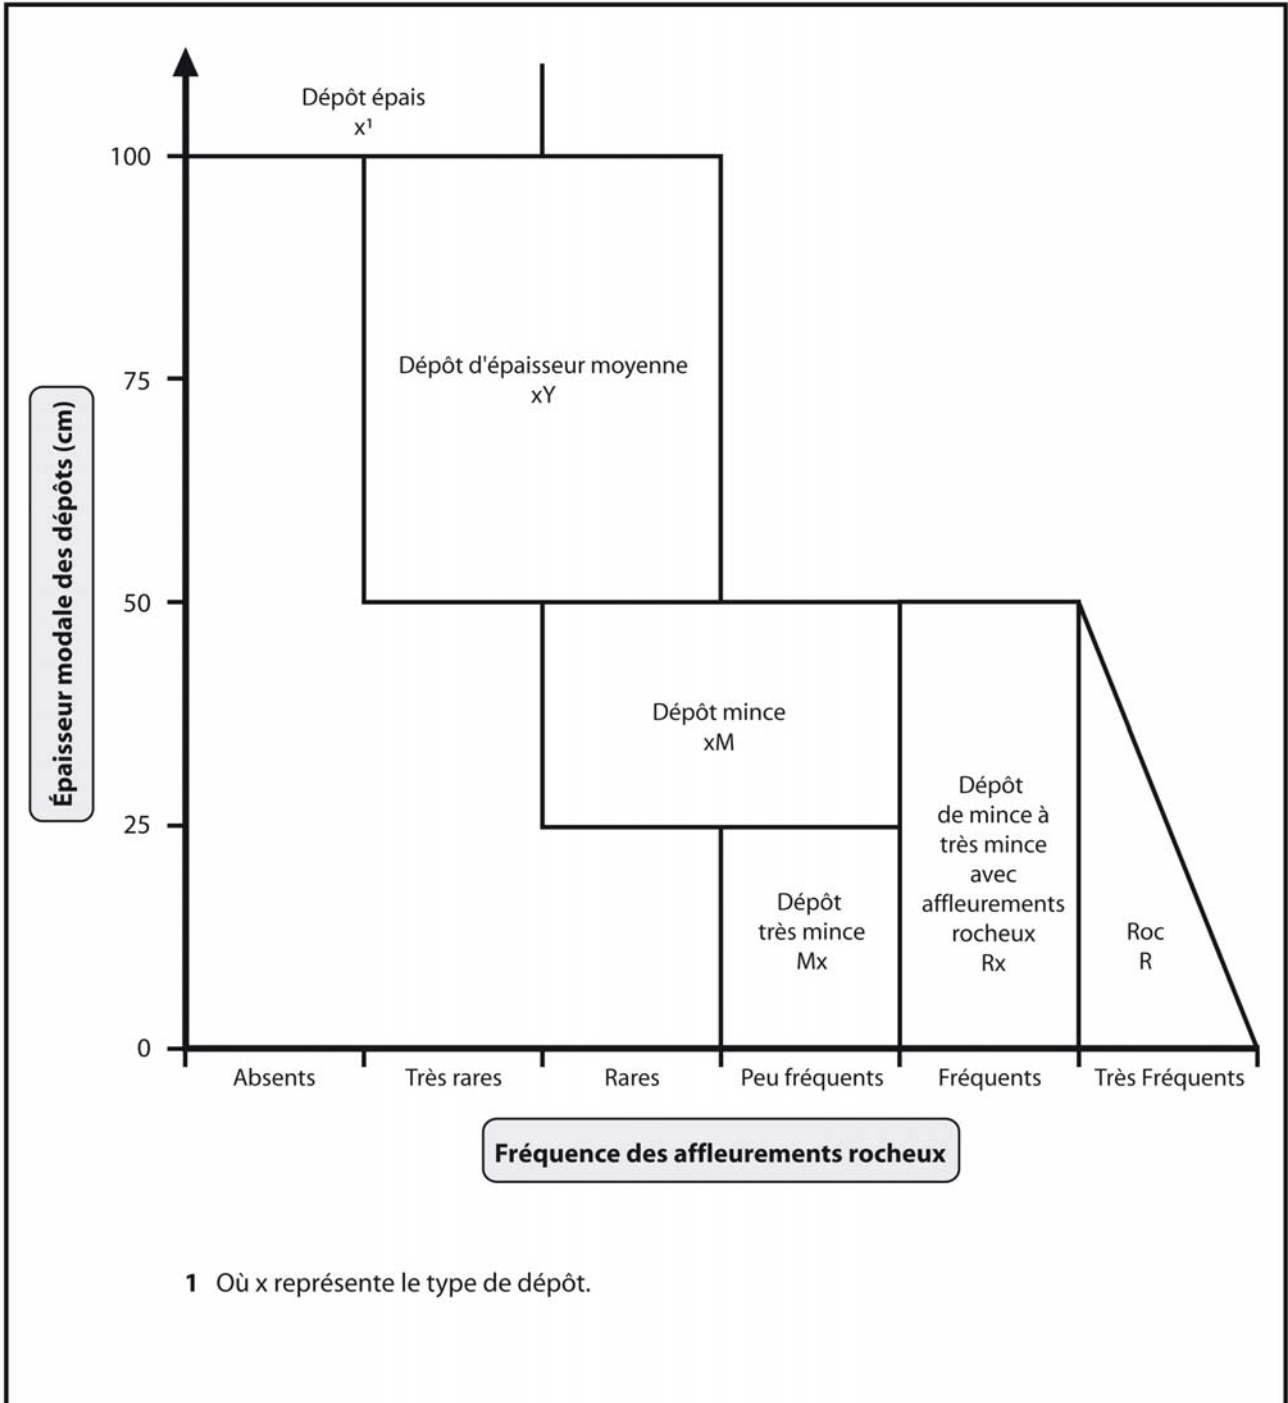 Dépôt épais
x¹
100
Dépôt d'épaisseur moyenne
xY
75
Épaisseur modale des dépôts (cm)
50
Dépôt mince
xM
25
Dépôt
très mince
Mx
Dépôt
de mince à
très mince
avec
affleurements
rocheux
Rx
Roc
R
0
Absents
Très rares
Rares
Peu fréquents
Fréquents
Très Fréquents
Fréquence des affleurements rocheux
1 Où x représente le type de dépôt.